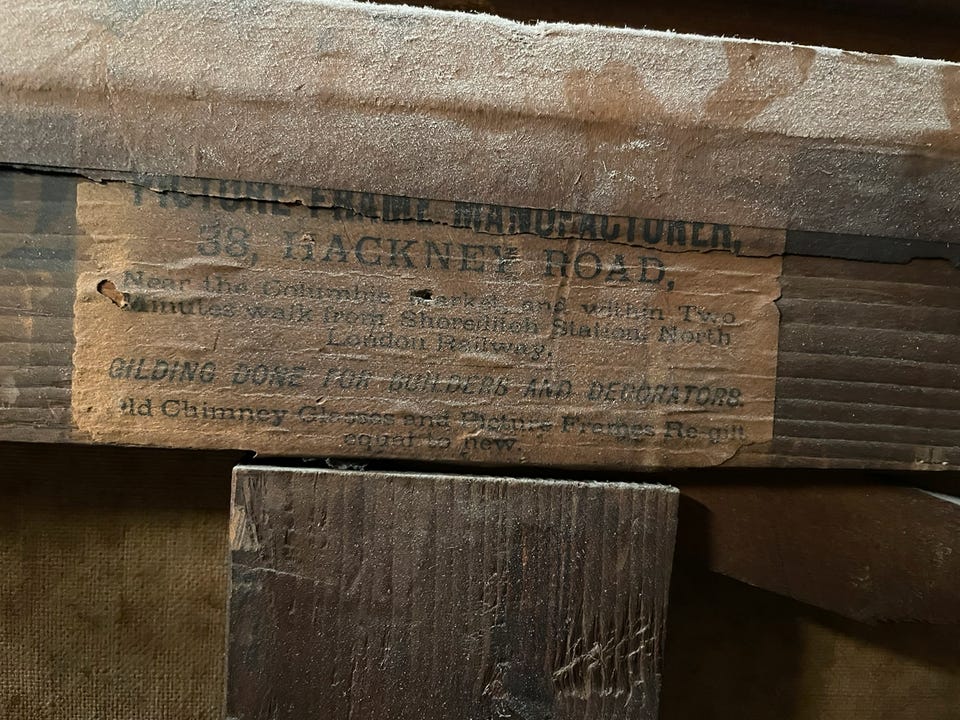 PICTURE FRAME MANUFACTURER,
38, HACKNEY ROAD,
Near the Columbia Market, and within Two
Minutes walk from Shoreditch Station, North
London Railway,
GILDING DONE FOR BUILDERS AND DECORATORS.
ld Chimney Glasses and Picture Frames Re-gilt
equal to new.